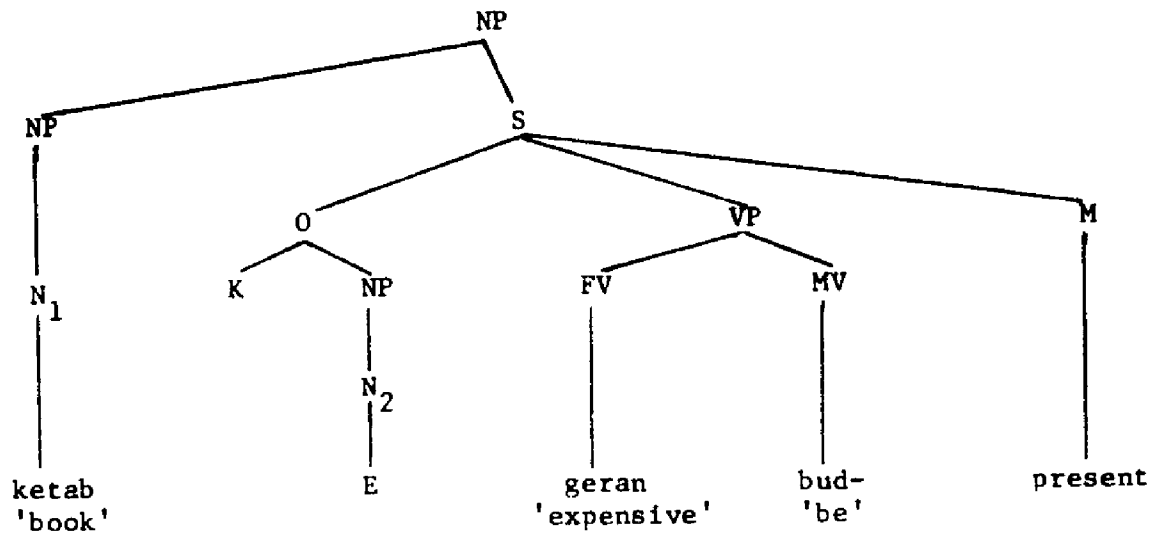 NP
NP S
O VP M
K NP FV MV
N1
N2
ketab E geran bud- present
'book' 'expensive' 'be'